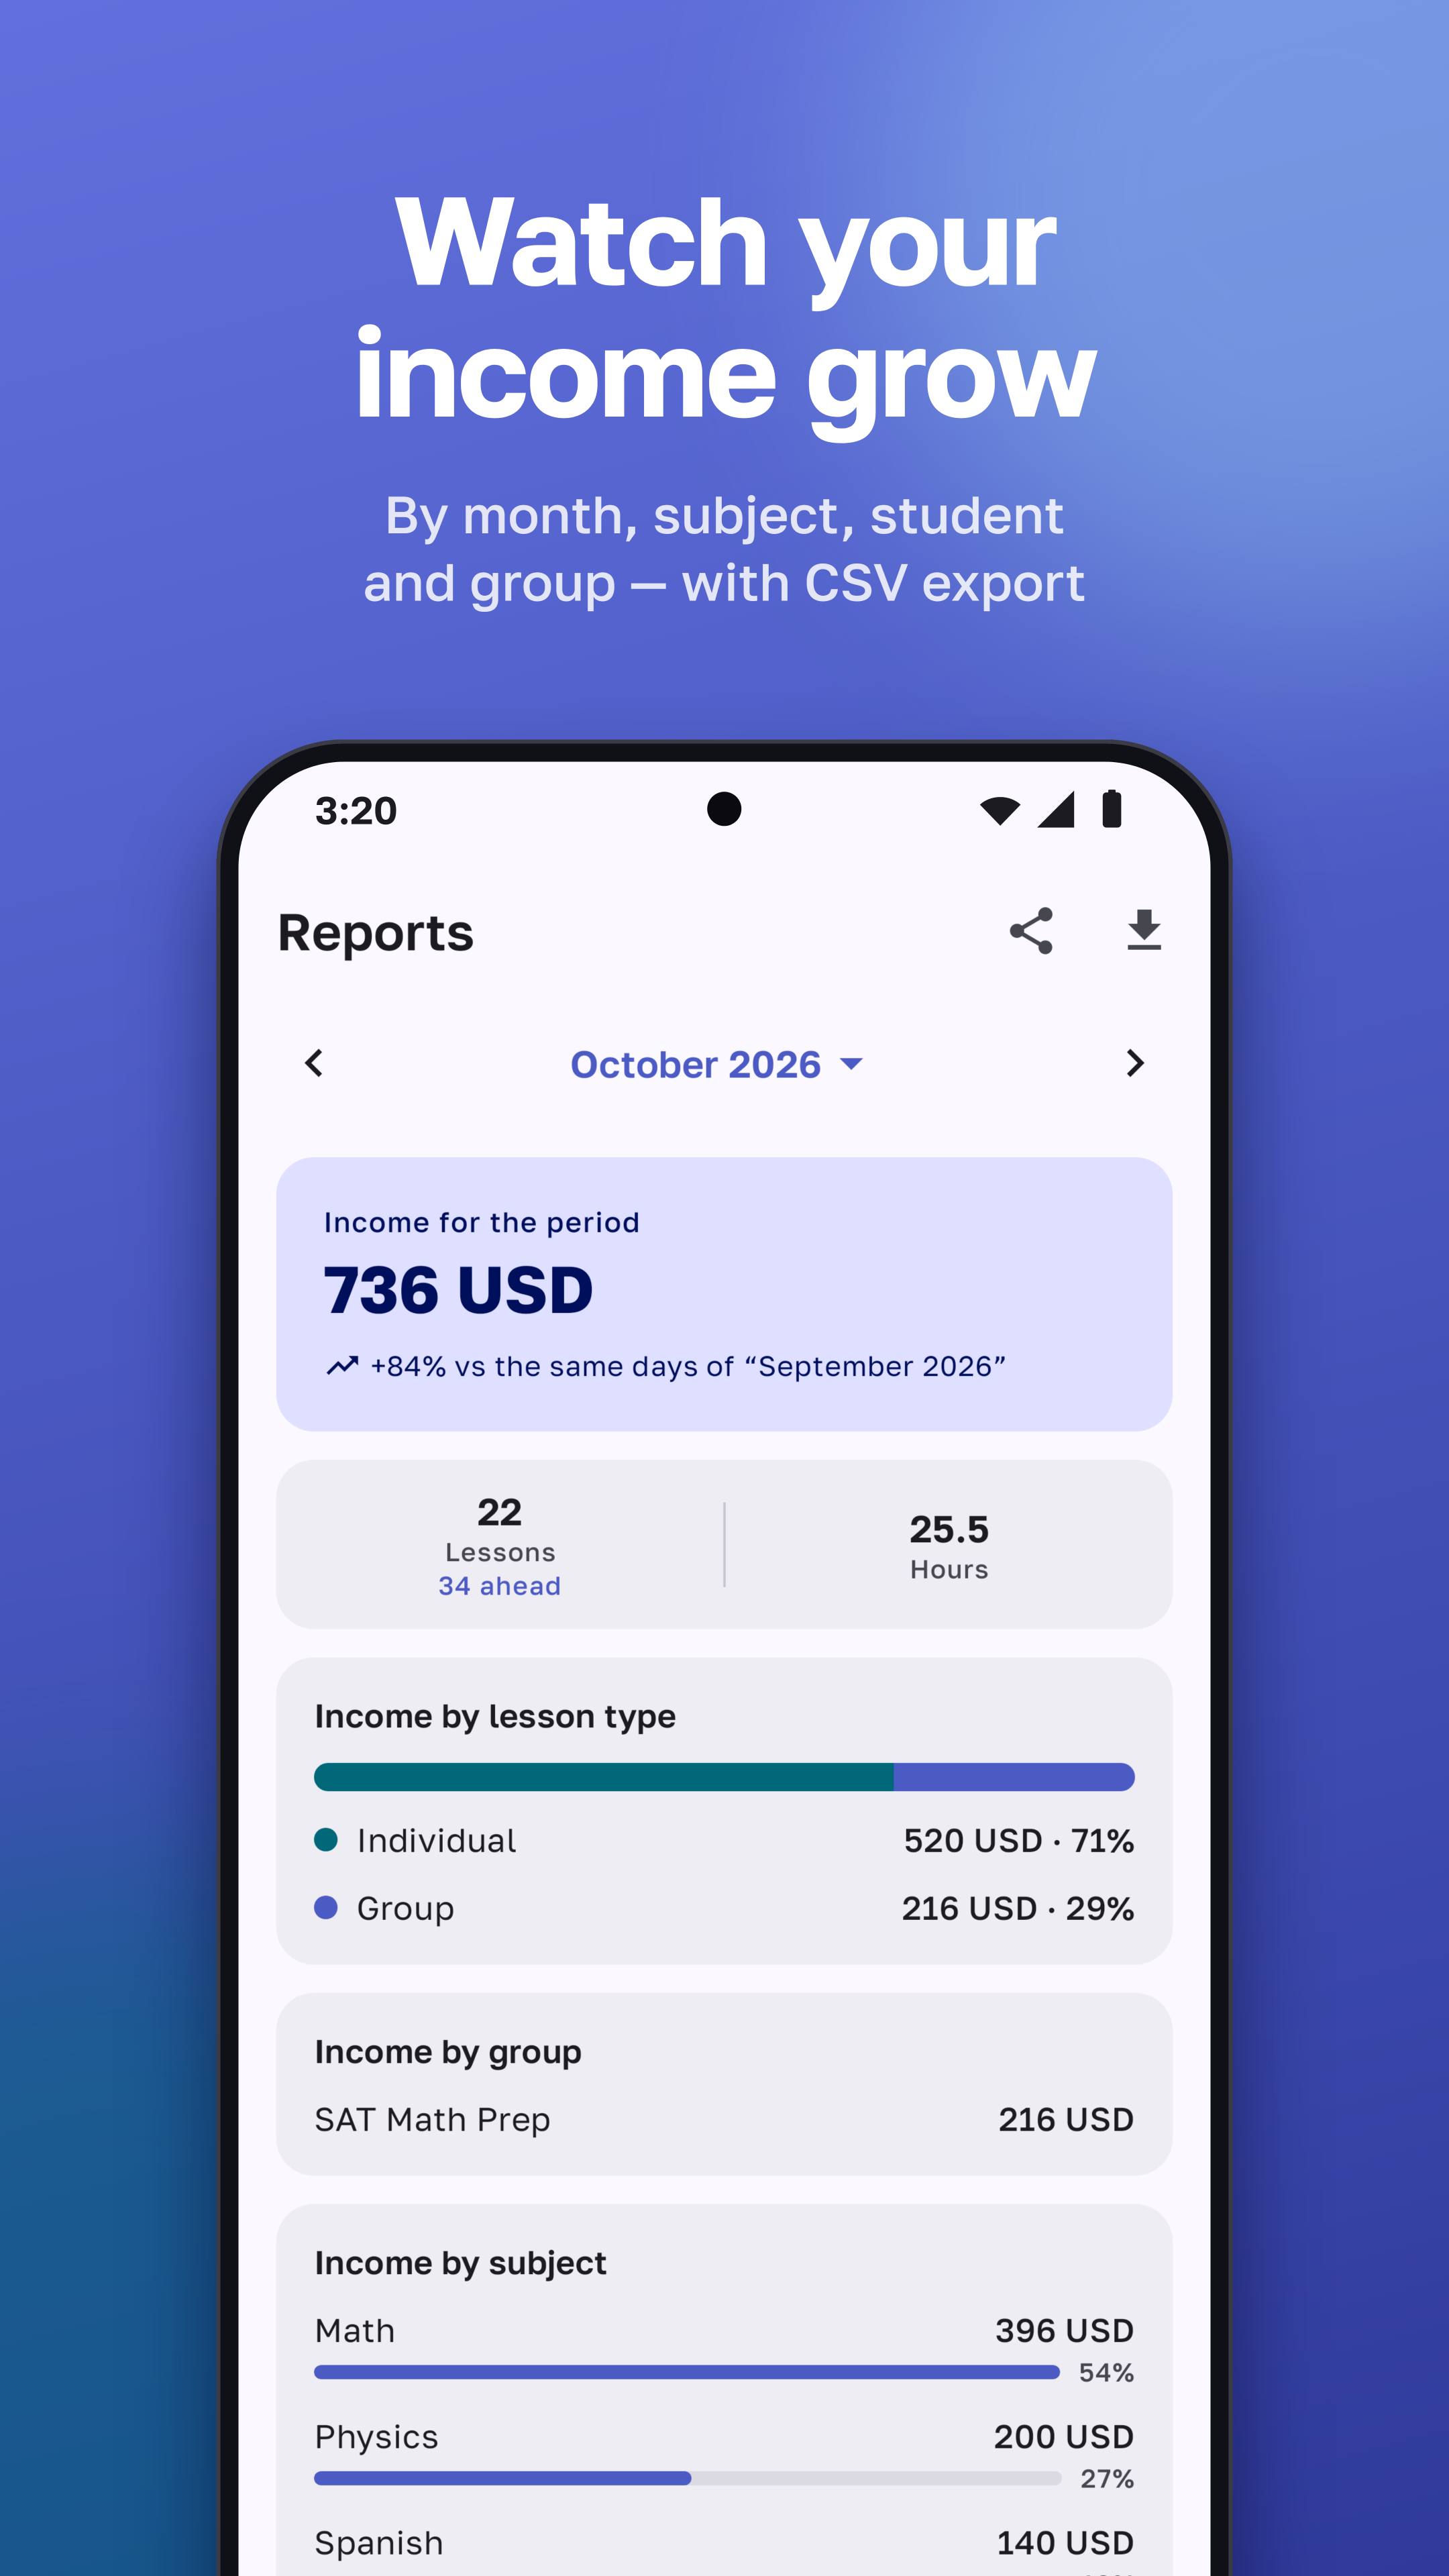 Watch your
income grow
By month, subject, student
and group — with CSV export
3:20
Reports
October 2026
Income for the period
736 USD
+84% vs the same days of “September 2026”
22
Lessons
34 ahead
25.5
Hours
Income by lesson type
Individual 520 USD · 71%
Group 216 USD · 29%
Income by group
SAT Math Prep 216 USD
Income by subject
Math 396 USD
54%
Physics 200 USD
27%
Spanish 140 USD